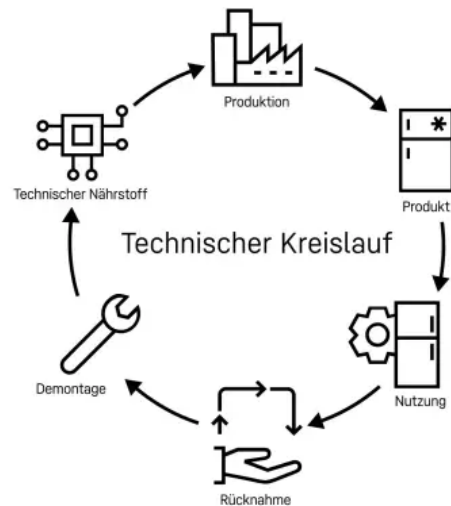 Produktion
Produkt
Technischer Nährstoff
Technischer Kreislauf
Demontage
Nutzung
Rücknahme